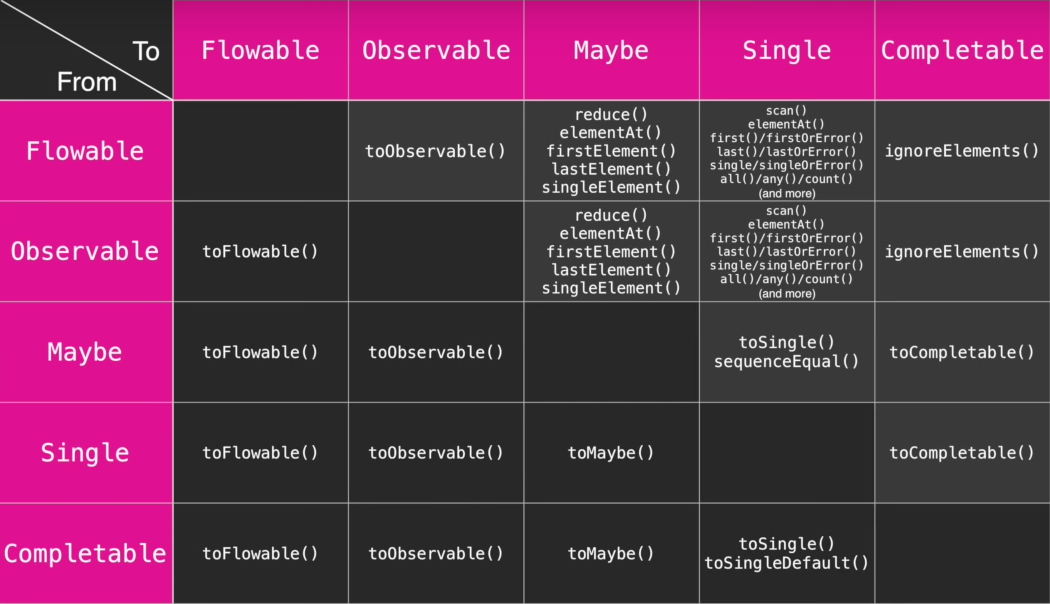 To
From
Flowable
Observable
Maybe
Single
Completable
Flowable
toObservable()
reduce()
elementAt()
firstElement()
lastElement()
singleElement()
scan()
elementAt()
first()/firstOrError()
last()/lastOrError()
single/singleOrError()
all()/any()/count()
(and more)
ignoreElements()
Observable
toFlowable()
reduce()
elementAt()
firstElement()
lastElement()
singleElement()
scan()
elementAt()
first()/firstOrError()
last()/lastOrError()
single/singleOrError()
all()/any()/count()
(and more)
ignoreElements()
Maybe
toFlowable()
toObservable()
toSingle()
sequenceEqual()
toCompletable()
Single
toFlowable()
toObservable()
toMaybe()
toCompletable()
Completable
toFlowable()
toObservable()
toMaybe()
toSingle()
toSingleDefault()